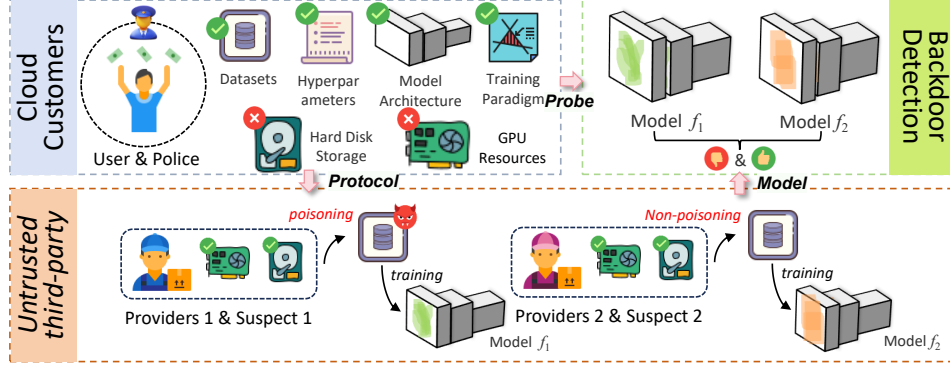 Cloud
Customers
User & Police
Datasets
Hyperpar
ameters
Model
Architecture
Training
Paradigm
Hard Disk
Storage
GPU
Resources
Probe
Model f1
Model f2
&
Backdoor
Detection
Protocol
Model
Untrusted
third-party
poisoning
training
Providers 1 & Suspect 1
Model f1
Non-poisoning
training
Providers 2 & Suspect 2
Model f2